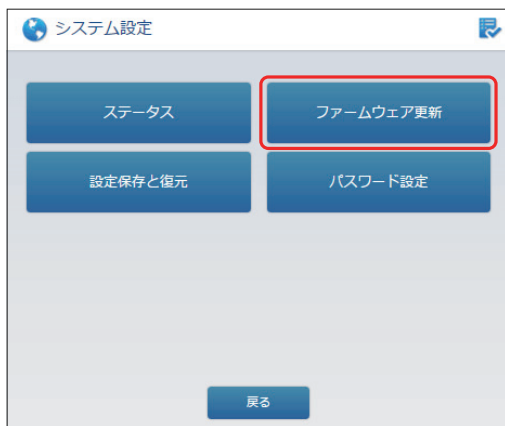 システム設定
ステータス
ファームウェア更新
設定保存と復元
パスワード設定
戻る